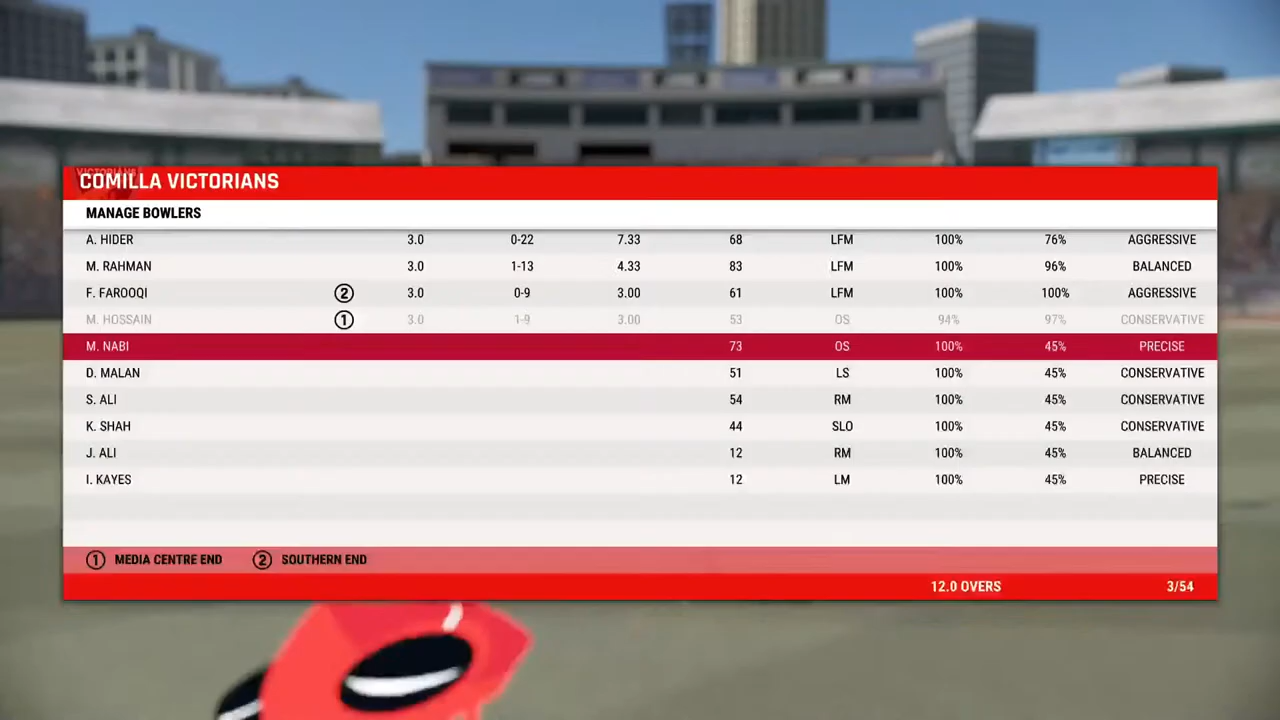 COMILLA VICTORIANS
MANAGE BOWLERS
A. HIDER 3.0 0-22 7.33 68 LFM 100% 76% AGGRESSIVE
M. RAHMAN 3.0 1-13 4.33 83 LFM 100% 96% BALANCED
F. FAROOQI 2 3.0 0-9 3.00 61 LFM 100% 100% AGGRESSIVE
M. HOSSAIN 1 3.0 1-9 3.00 53 OS 94% 97% CONSERVATIVE
M. NABI 73 OS 100% 45% PRECISE
D. MALAN 51 LS 100% 45% CONSERVATIVE
S. ALI 54 RM 100% 45% CONSERVATIVE
K. SHAH 44 SLO 100% 45% CONSERVATIVE
J. ALI 12 RM 100% 45% BALANCED
I. KAYES 12 LM 100% 45% PRECISE
1 MEDIA CENTRE END 2 SOUTHERN END
12.0 OVERS 3/54